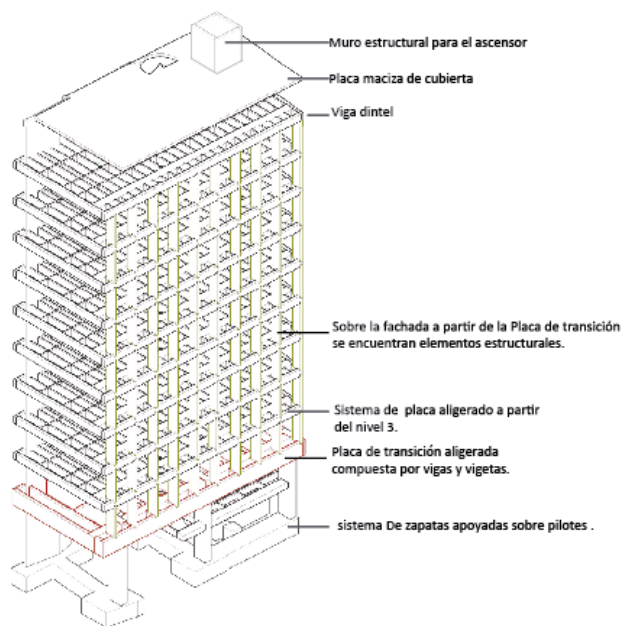 Muro estructural para el ascensor
Placa maciza de cubierta
Viga dintel
Sobre la fachada a partir de la Placa de transición
se encuentran elementos estructurales.
Sistema de placa aligerado a partir
del nivel 3.
Placa de transición aligerada
compuesta por vigas y vigetas.
sistema De zapatas apoyadas sobre pilotes .